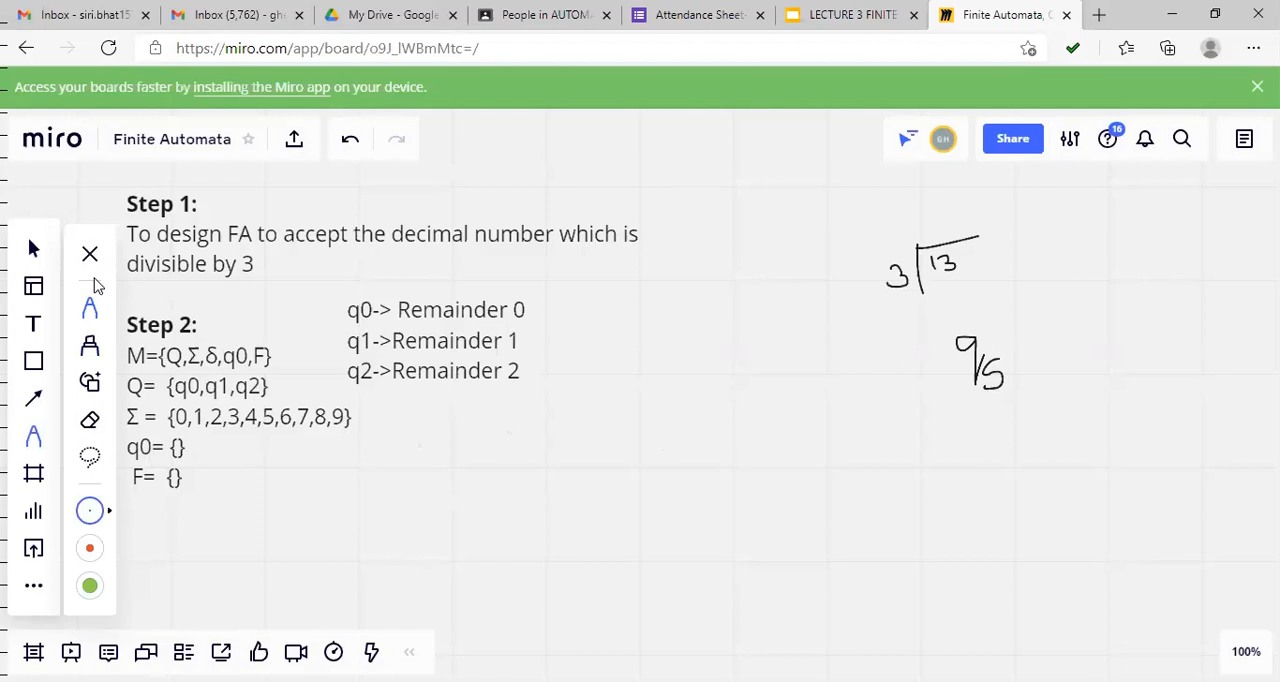 Inbox - siri.bhat15
Inbox (5,762) - ghe
My Drive - Google
People in AUTOM
Attendance Sheet-
LECTURE 3 FINITE
Finite Automata, C
https://miro.com/app/board/o9J_lWBmMtc=/
Access your boards faster by installing the Miro app on your device.
miro
Finite Automata
GH
Share
16
Step 1:
To design FA to accept the decimal number which is
divisible by 3
3 13
q0-> Remainder 0
Step 2:
q1->Remainder 1
M={Q,Σ,δ,q0,F}
q2->Remainder 2
9/5
Q= {q0,q1,q2}
Σ = {0,1,2,3,4,5,6,7,8,9}
q0= {}
F= {}
100%